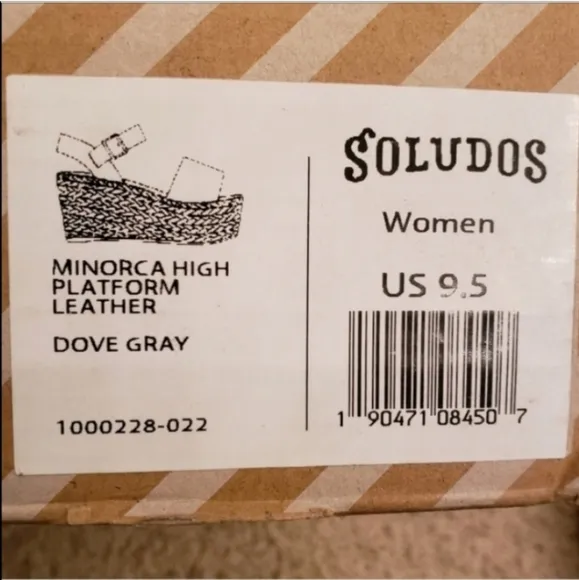 MINORCA HIGH
PLATFORM
LEATHER
DOVE GRAY
1000228-022
SOLUDOS
Women
US 9.5
1 90471 08450 7